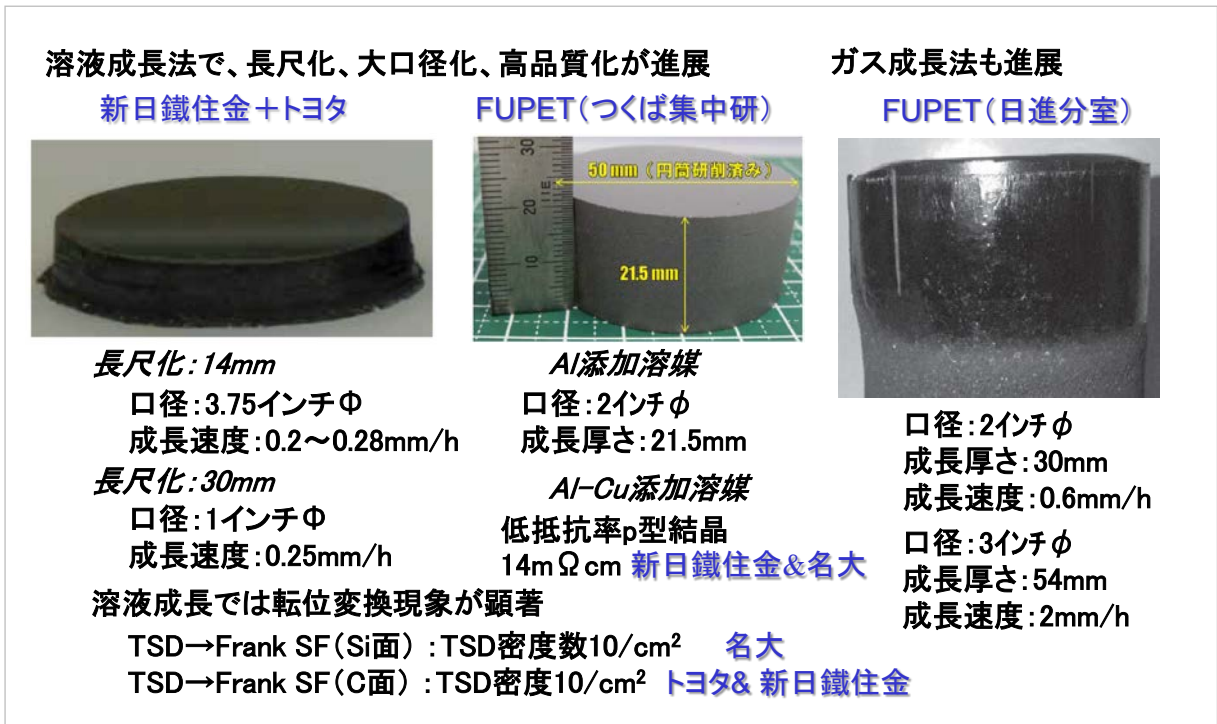 溶液成長法で、長尺化、大口径化、高品質化が進展
新日鐵住金＋トヨタ
長尺化：14mm
口径：3.75インチΦ
成長速度：0.2～0.28mm/h
長尺化：30mm
口径：1インチΦ
成長速度：0.25mm/h
FUPET（つくば集中研）
30
20
10
50 mm（円筒研削済み）
21.5 mm
Al添加溶媒
口径：2インチφ
成長厚さ：21.5mm
Al-Cu添加溶媒
低抵抗率p型結晶
14mΩcm 新日鐵住金&名大
溶液成長では転位変換現象が顕著
TSD→Frank SF（Si面）：TSD密度数10/cm² 名大
TSD→Frank SF（C面）：TSD密度10/cm² トヨタ& 新日鐵住金
ガス成長法も進展
FUPET（日進分室）
口径：2インチφ
成長厚さ：30mm
成長速度：0.6mm/h
口径：3インチφ
成長厚さ：54mm
成長速度：2mm/h